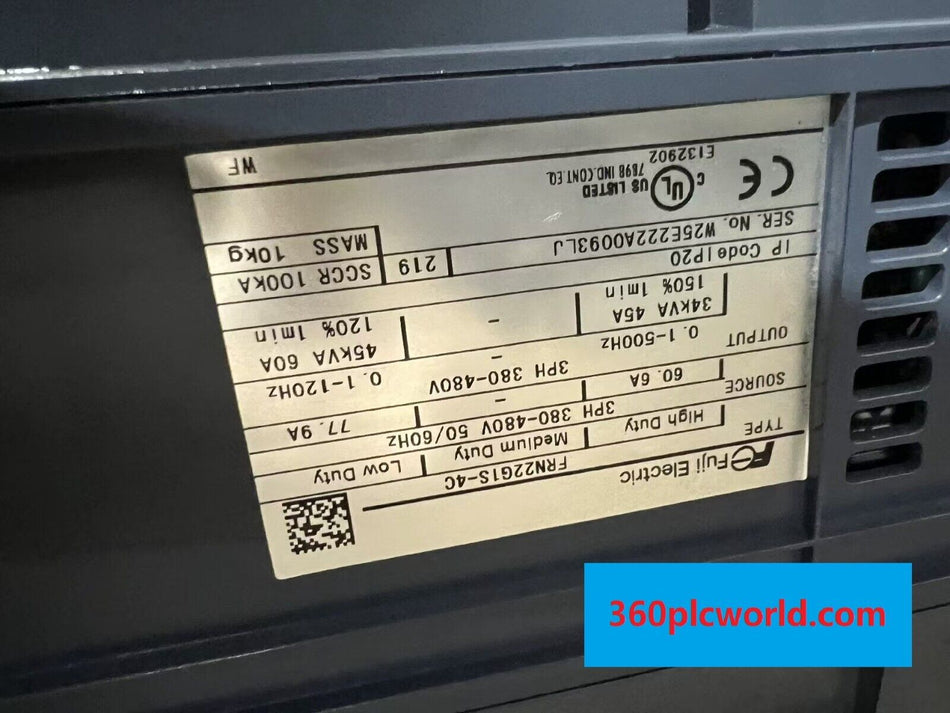 Fuji Electric
TYPE FRN22G1S-4C
High Duty Medium Duty Low Duty
SOURCE 3PH 380-480V 50/60Hz
60.6A - 77.9A
OUTPUT 3PH 380-480V
0.1-500Hz - 0.1-120Hz
34kVA 45A - 45kVA 60A
150% 1min 120% 1min
IP Code IP20 SCCR 100kA
SER. No. W25E222A0093LJ 219 MASS 10kg
CE C UL US LISTED
7B98 IND.CONT.EQ.
E132902
WF
360plcworld.com